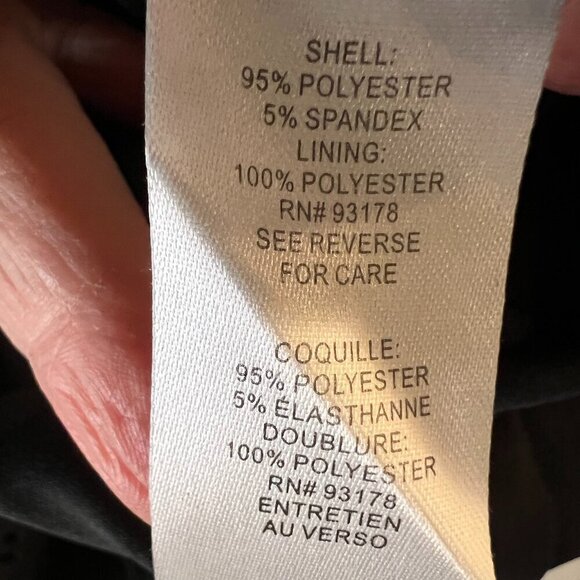 SHELL:
95% POLYESTER
5% SPANDEX
LINING:
100% POLYESTER
RN# 93178
SEE REVERSE
FOR CARE
COQUILLE:
95% POLYESTER
5% ÉLASTHANNE
DOUBLURE:
100% POLYESTER
RN# 93178
ENTRETIEN
AU VERSO